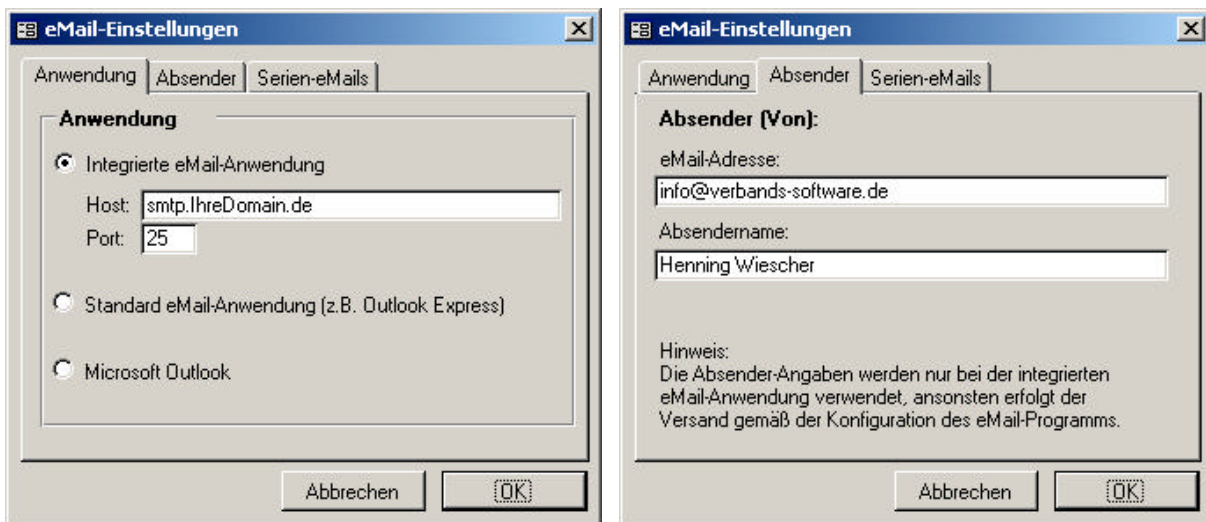 eMail-Einstellungen
Anwendung Absender Serien-eMails
Anwendung
Integrierte eMail-Anwendung
Host: smtp.IhreDomain.de
Port: 25
Standard eMail-Anwendung (z.B. Outlook Express)
Microsoft Outlook
Abbrechen OK
eMail-Einstellungen
Anwendung Absender Serien-eMails
Absender (Von):
eMail-Adresse:
info@verbands-software.de
Absendername:
Henning Wiescher
Hinweis:
Die Absender-Angaben werden nur bei der integrierten
eMail-Anwendung verwendet, ansonsten erfolgt der
Versand gemäß der Konfiguration des eMail-Programms.
Abbrechen OK